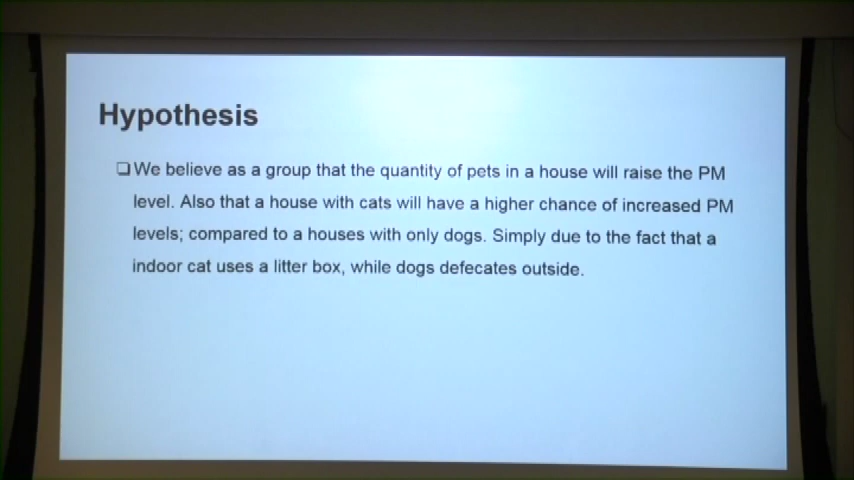 Hypothesis
❑We believe as a group that the quantity of pets in a house will raise the PM
level. Also that a house with cats will have a higher chance of increased PM
levels; compared to a houses with only dogs. Simply due to the fact that a
indoor cat uses a litter box, while dogs defecates outside.